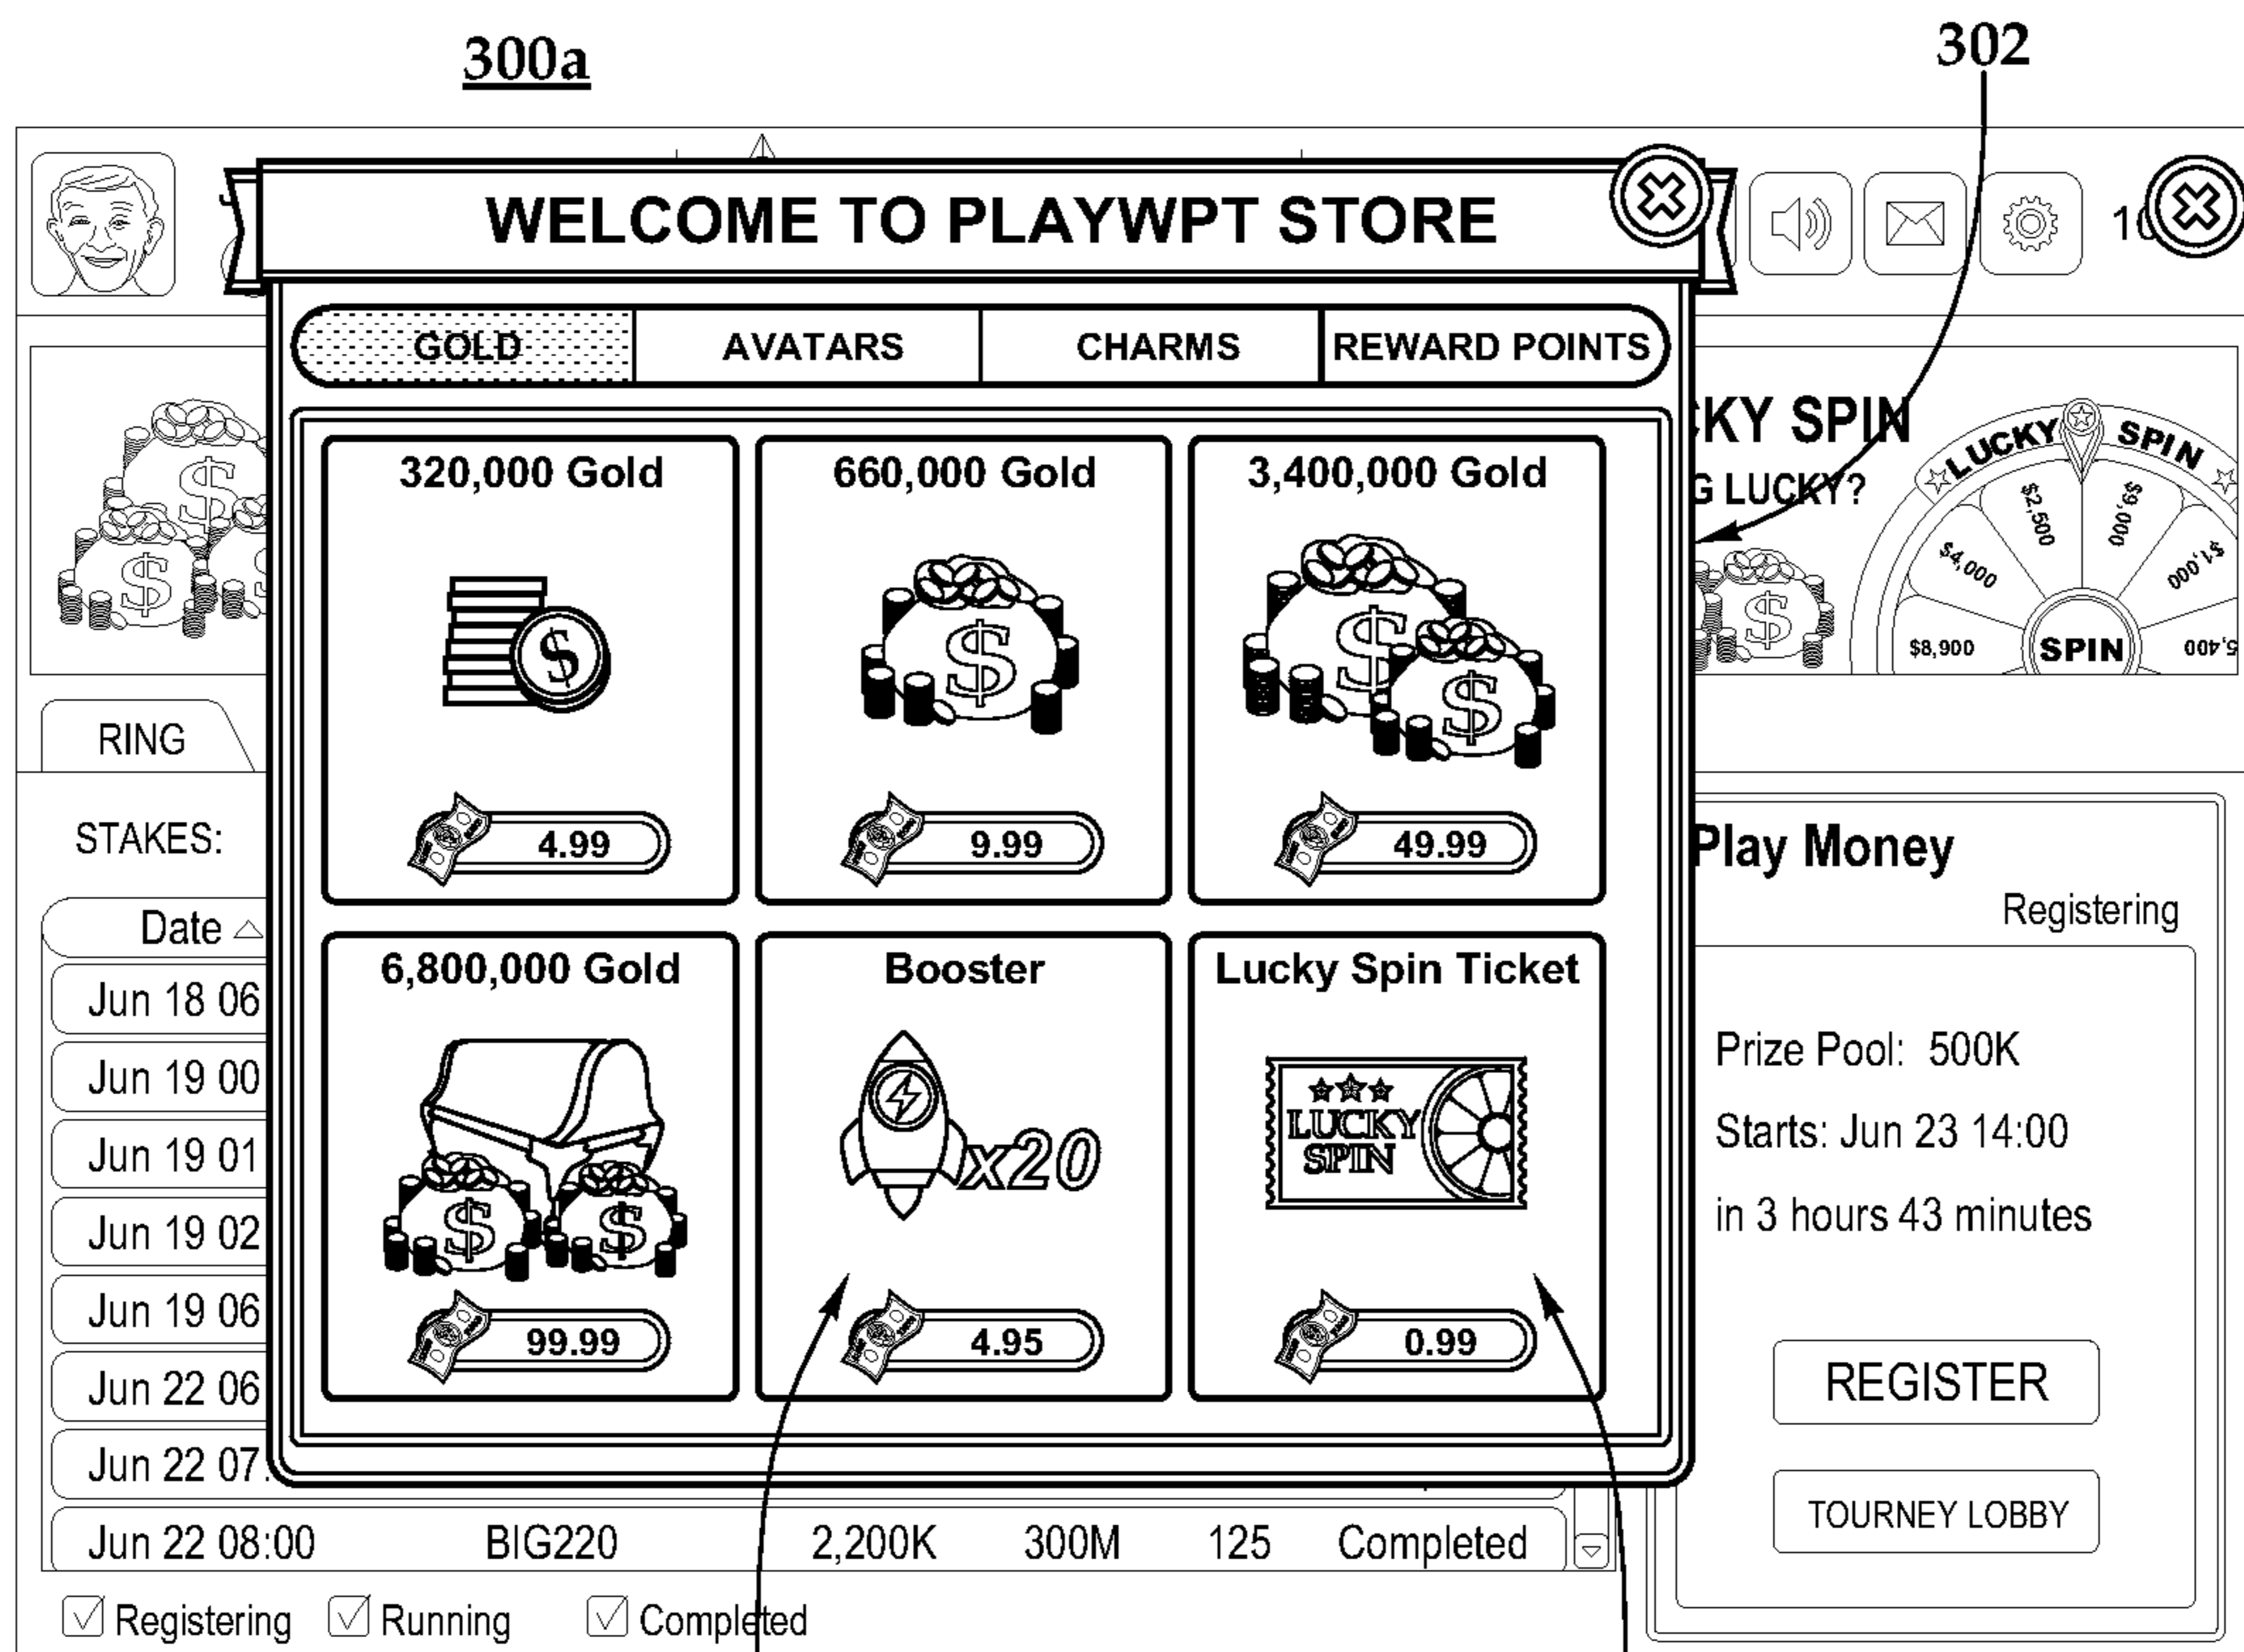 300a
302
WELCOME TO PLAYWPT STORE
GOLD AVATARS CHARMS REWARD POINTS
320,000 Gold
4.99
660,000 Gold
9.99
3,400,000 Gold
49.99
6,800,000 Gold
99.99
Booster
x20
4.95
Lucky Spin Ticket
LUCKY
SPIN
0.99
SPIN
LUCKY?
LUCKY SPIN
$8,900
$4,000
$2,500
$9,000
$1,000
5,400
SPIN
RING
STAKES:
Date
Jun 18 06
Jun 19 00
Jun 19 01
Jun 19 02
Jun 19 06
Jun 22 06
Jun 22 07
Jun 22 08:00 BIG220 2,200K 300M 125 Completed
Registering Running Completed
Play Money
Registering
Prize Pool: 500K
Starts: Jun 23 14:00
in 3 hours 43 minutes
REGISTER
TOURNEY LOBBY